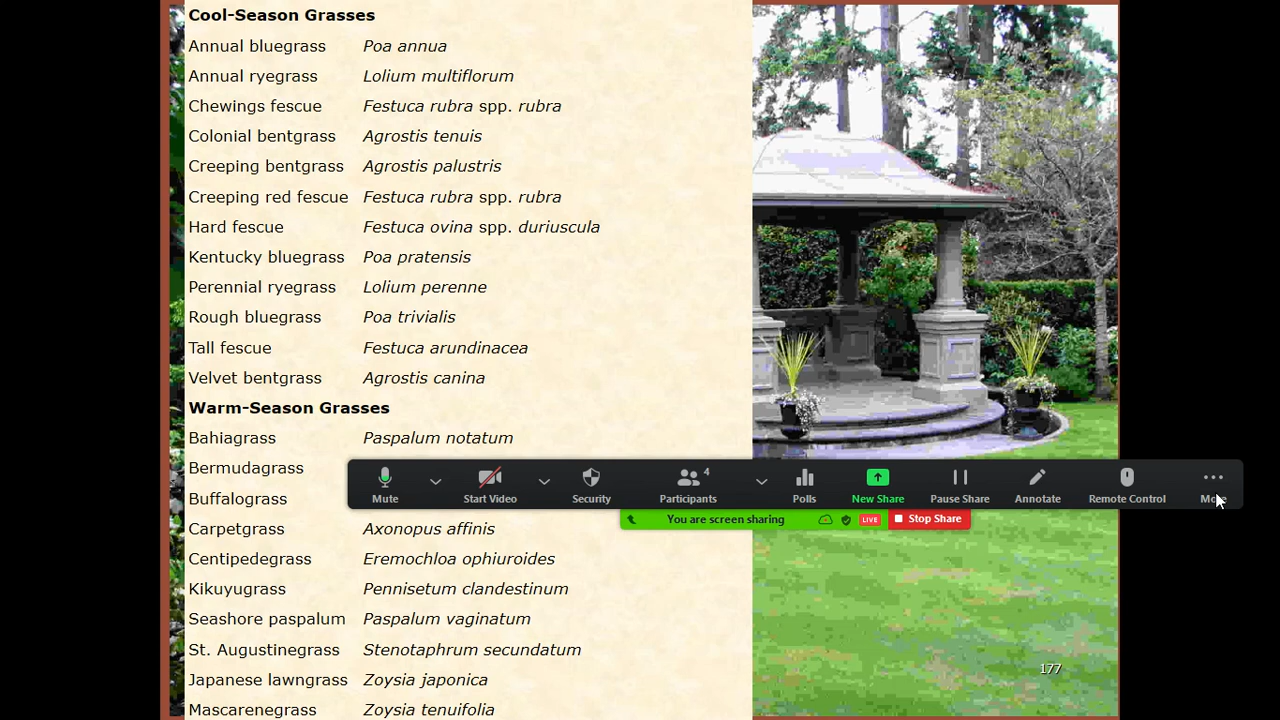 Cool-Season Grasses
Annual bluegrass Poa annua
Annual ryegrass Lolium multiflorum
Chewings fescue Festuca rubra spp. rubra
Colonial bentgrass Agrostis tenuis
Creeping bentgrass Agrostis palustris
Creeping red fescue Festuca rubra spp. rubra
Hard fescue Festuca ovina spp. duriuscula
Kentucky bluegrass Poa pratensis
Perennial ryegrass Lolium perenne
Rough bluegrass Poa trivialis
Tall fescue Festuca arundinacea
Velvet bentgrass Agrostis canina
Warm-Season Grasses
Bahiagrass Paspalum notatum
Bermudagrass
Buffalograss
Carpetgrass Axonopus affinis
Centipedegrass Eremochloa ophiuroides
Kikuyugrass Pennisetum clandestinum
Seashore paspalum Paspalum vaginatum
St. Augustinegrass Stenotaphrum secundatum
Japanese lawngrass Zoysia japonica
Mascarenegrass Zoysia tenuifolia
4
Mute Start Video Security Participants Polls New Share Pause Share Annotate Remote Control More
You are screen sharing LIVE Stop Share
177